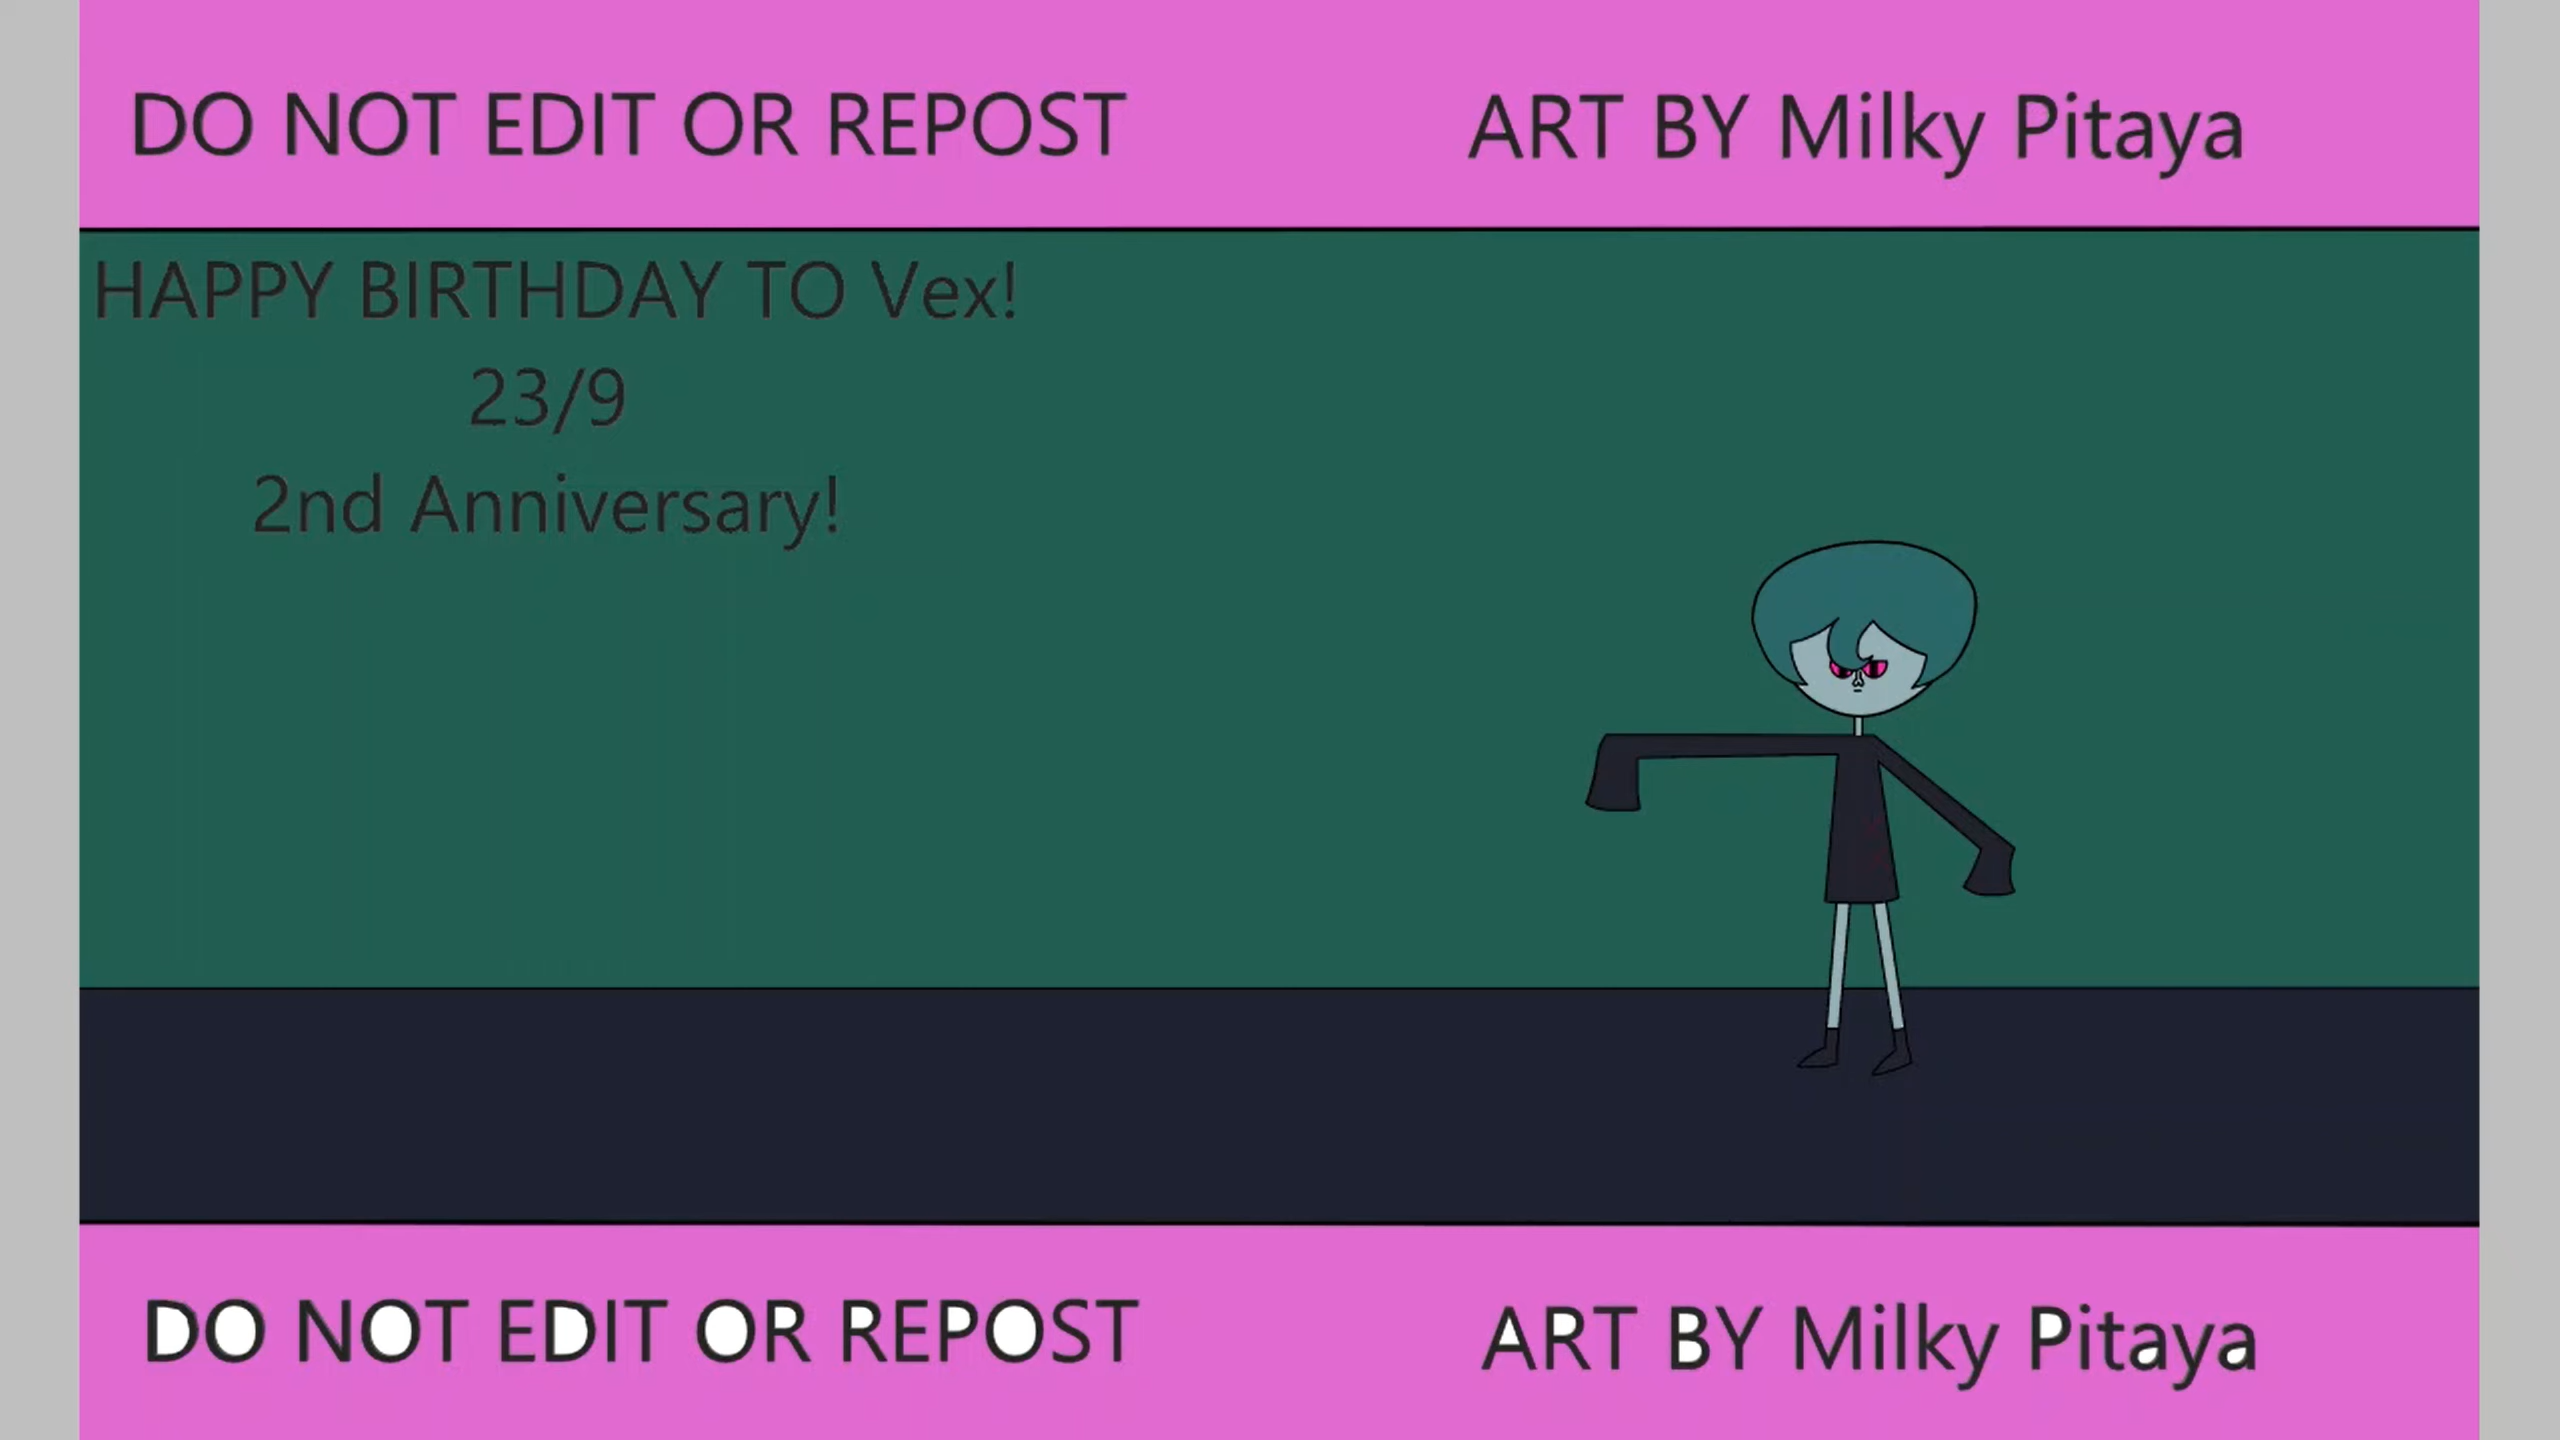 DO NOT EDIT OR REPOST
ART BY Milky Pitaya
HAPPY BIRTHDAY TO Vex!
23/9
2nd Anniversary!
DO NOT EDIT OR REPOST
ART BY Milky Pitaya